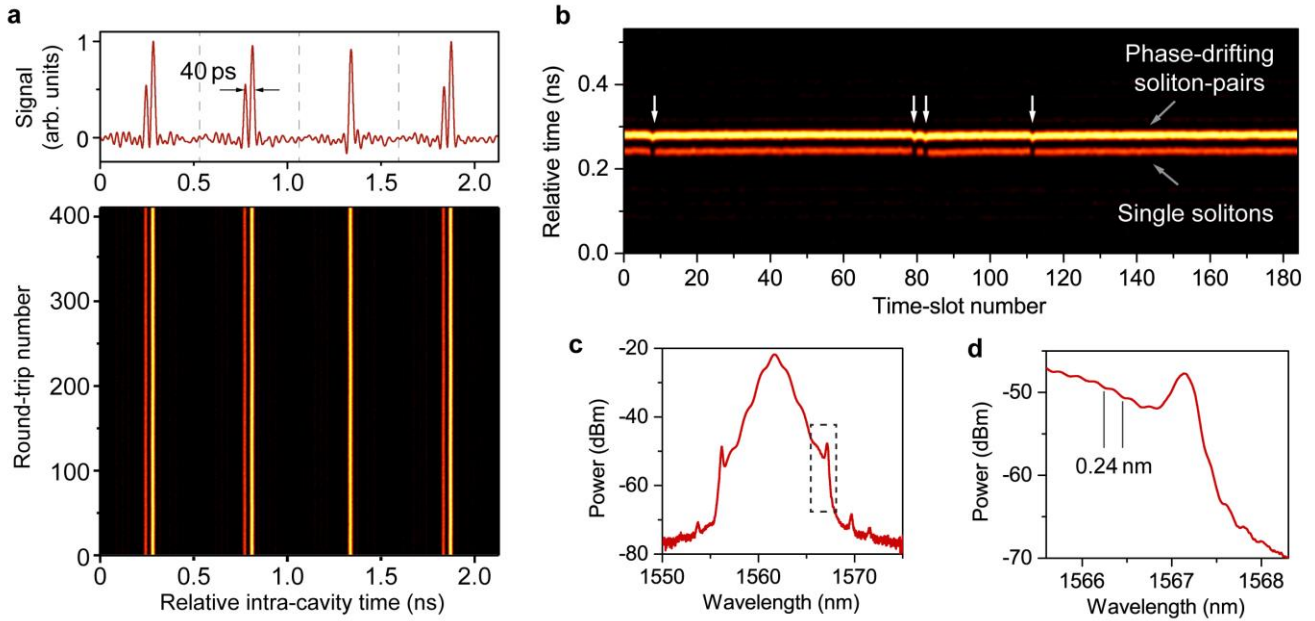 a
Signal
(arb. units)
1
0
40 ps
0
0.5
1.0
1.5
2.0
Round-trip number
400
300
200
100
0
0
0.5
1.0
1.5
2.0
Relative intra-cavity time (ns)
b
Relative time (ns)
0.4
0.2
0.0
Phase-drifting
soliton-pairs
Single solitons
0 20 40 60 80 100 120 140 160 180
Time-slot number
c
Power (dBm)
-20
-40
-60
-80
1550 1560 1570
Wavelength (nm)
d
Power (dBm)
-50
-60
-70
0.24 nm
1566 1567 1568
Wavelength (nm)